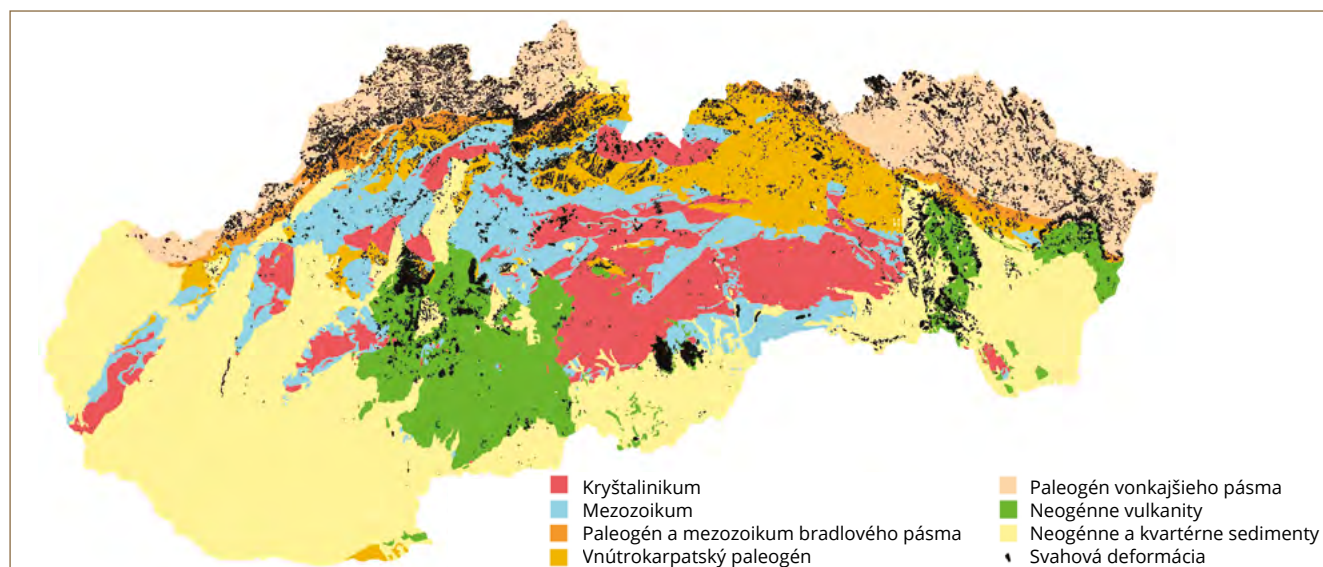 Kryštalinikum
Mezozoikum
Paleogén a mezozoikum bradlového pásma
Vnútrokarpatský paleogén
Paleogén vonkajšieho pásma
Neogénne vulkanity
Neogénne a kvartérne sedimenty
Svahová deformácia